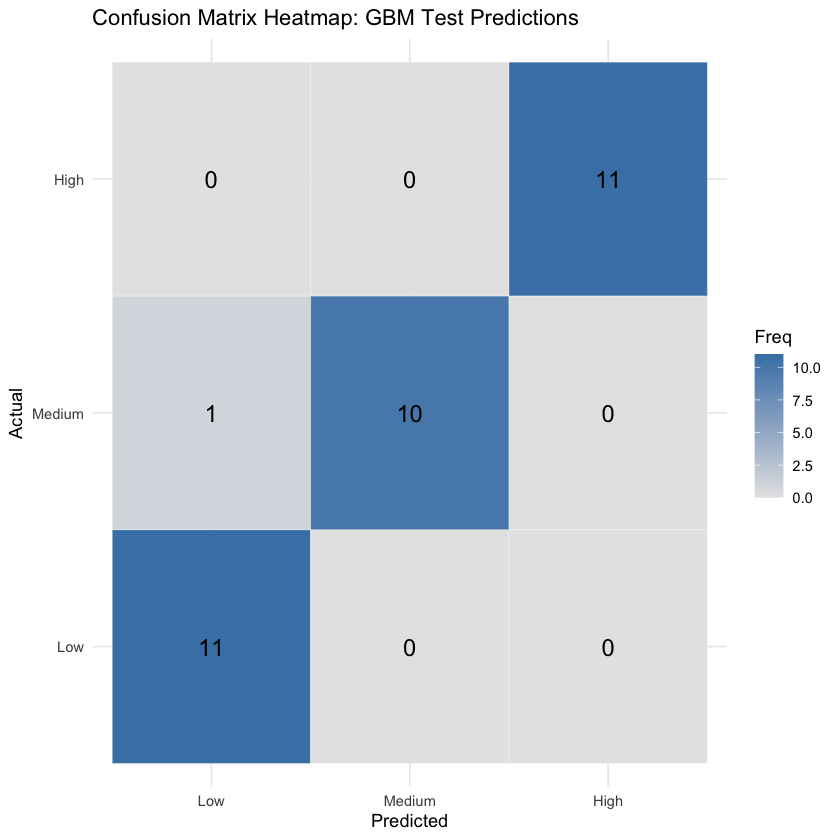 Confusion Matrix Heatmap: GBM Test Predictions
High
0
0
11
Medium
1
10
0
Low
11
0
0
Low
Medium
High
Predicted
Actual
Freq
10.0
7.5
5.0
2.5
0.0